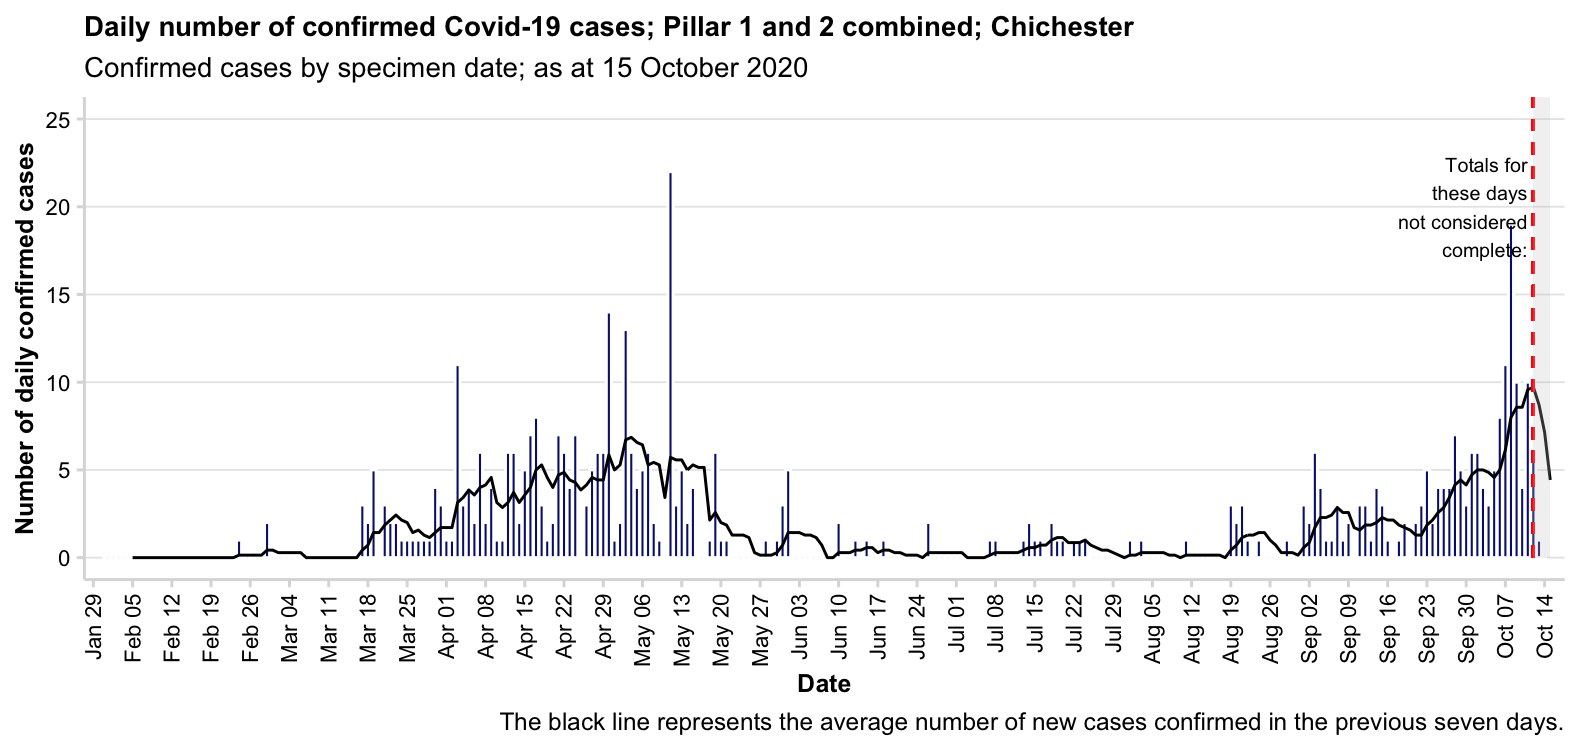 Daily number of confirmed Covid-19 cases; Pillar 1 and 2 combined; Chichester
Confirmed cases by specimen date; as at 15 October 2020
Number of daily confirmed cases
25
20
15
10
5
0
Totals for
these days
not considered
complete:
Jan 29
Feb 05
Feb 12
Feb 19
Feb 26
Mar 04
Mar 11
Mar 18
Mar 25
Apr 01
Apr 08
Apr 15
Apr 22
Apr 29
May 06
May 13
May 20
May 27
Jun 03
Jun 10
Jun 17
Jun 24
Jul 01
Jul 08
Jul 15
Jul 22
Jul 29
Aug 05
Aug 12
Aug 19
Aug 26
Sep 02
Sep 09
Sep 16
Sep 23
Sep 30
Oct 07
Oct 14
Date
The black line represents the average number of new cases confirmed in the previous seven days.